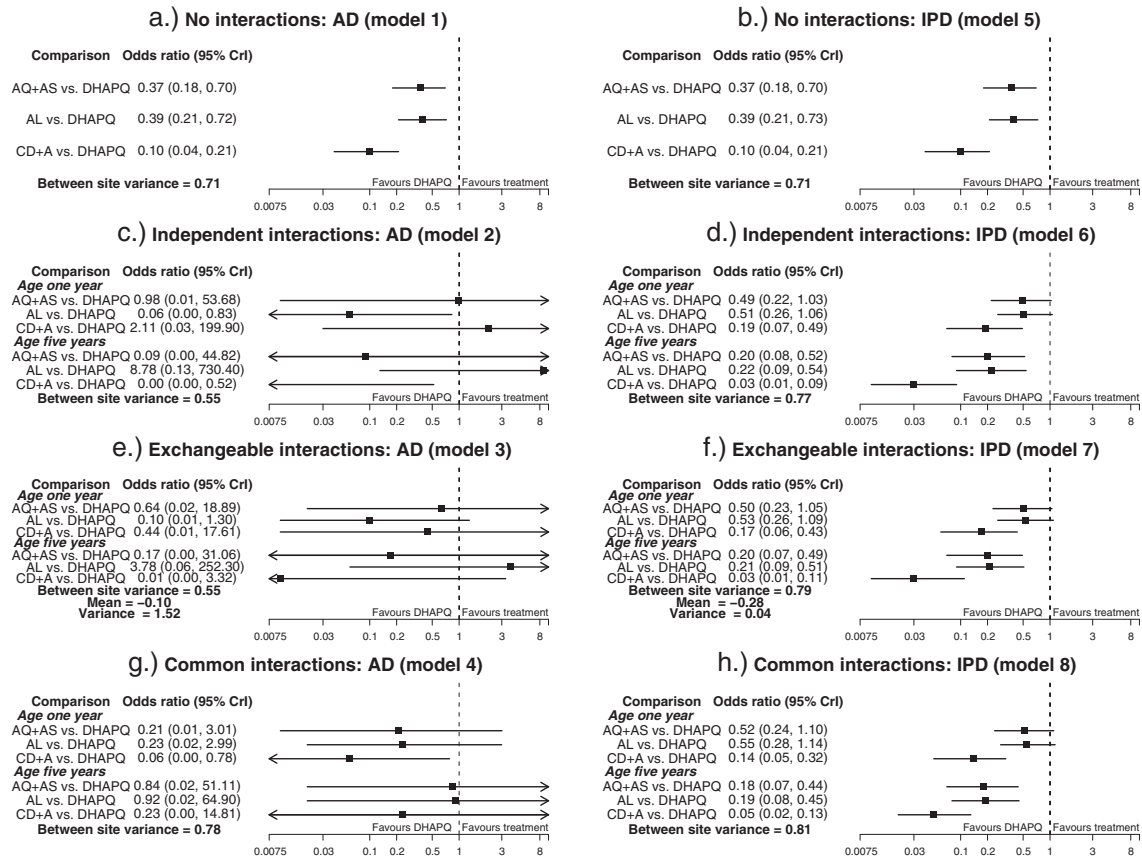 a.) No interactions: AD (model 1)
Comparison Odds ratio (95% CrI)
AQ+AS vs. DHAPQ 0.37 (0.18, 0.70)
AL vs. DHAPQ 0.39 (0.21, 0.72)
CD+A vs. DHAPQ 0.10 (0.04, 0.21)
Between site variance = 0.71
Favours DHAPQ Favours treatment
0.0075 0.03 0.1 0.2 0.5 1 3 8
b.) No interactions: IPD (model 5)
Comparison Odds ratio (95% CrI)
AQ+AS vs. DHAPQ 0.37 (0.18, 0.70)
AL vs. DHAPQ 0.39 (0.21, 0.73)
CD+A vs. DHAPQ 0.10 (0.04, 0.21)
Between site variance = 0.71
Favours DHAPQ Favours treatment
0.0075 0.03 0.1 0.2 0.5 1 3 8
c.) Independent interactions: AD (model 2)
Comparison Odds ratio (95% CrI)
Age one year
AQ+AS vs. DHAPQ 0.98 (0.01, 53.68)
AL vs. DHAPQ 0.06 (0.00, 0.83)
CD+A vs. DHAPQ 2.11 (0.03, 199.90)
Age five years
AQ+AS vs. DHAPQ 0.09 (0.00, 44.82)
AL vs. DHAPQ 8.78 (0.13, 730.40)
CD+A vs. DHAPQ 0.00 (0.00, 0.52)
Between site variance = 0.55
Favours DHAPQ Favours treatment
0.0075 0.03 0.1 0.2 0.5 1 3 8
d.) Independent interactions: IPD (model 6)
Comparison Odds ratio (95% CrI)
Age one year
AQ+AS vs. DHAPQ 0.49 (0.22, 1.03)
AL vs. DHAPQ 0.51 (0.26, 1.06)
CD+A vs. DHAPQ 0.19 (0.07, 0.49)
Age five years
AQ+AS vs. DHAPQ 0.20 (0.08, 0.52)
AL vs. DHAPQ 0.22 (0.09, 0.54)
CD+A vs. DHAPQ 0.03 (0.01, 0.09)
Between site variance = 0.77
Favours DHAPQ Favours treatment
0.0075 0.03 0.1 0.2 0.5 1 3 8
e.) Exchangeable interactions: AD (model 3)
Comparison Odds ratio (95% CrI)
Age one year
AQ+AS vs. DHAPQ 0.64 (0.02, 18.89)
AL vs. DHAPQ 0.10 (0.01, 1.30)
CD+A vs. DHAPQ 0.44 (0.01, 17.61)
Age five years
AQ+AS vs. DHAPQ 0.17 (0.00, 31.06)
AL vs. DHAPQ 3.78 (0.06, 252.30)
CD+A vs. DHAPQ 0.01 (0.00, 3.32)
Between site variance = 0.55
Mean = −0.10
Variance = 1.52
Favours DHAPQ Favours treatment
0.0075 0.03 0.1 0.2 0.5 1 3 8
f.) Exchangeable interactions: IPD (model 7)
Comparison Odds ratio (95% CrI)
Age one year
AQ+AS vs. DHAPQ 0.50 (0.23, 1.05)
AL vs. DHAPQ 0.53 (0.26, 1.09)
CD+A vs. DHAPQ 0.17 (0.06, 0.43)
Age five years
AQ+AS vs. DHAPQ 0.20 (0.07, 0.49)
AL vs. DHAPQ 0.21 (0.09, 0.51)
CD+A vs. DHAPQ 0.03 (0.01, 0.11)
Between site variance = 0.79
Mean = −0.28
Variance = 0.04
Favours DHAPQ Favours treatment
0.0075 0.03 0.1 0.2 0.5 1 3 8
g.) Common interactions: AD (model 4)
Comparison Odds ratio (95% CrI)
Age one year
AQ+AS vs. DHAPQ 0.21 (0.01, 3.01)
AL vs. DHAPQ 0.23 (0.02, 2.99)
CD+A vs. DHAPQ 0.06 (0.00, 0.78)
Age five years
AQ+AS vs. DHAPQ 0.84 (0.02, 51.11)
AL vs. DHAPQ 0.92 (0.02, 64.90)
CD+A vs. DHAPQ 0.23 (0.00, 14.81)
Between site variance = 0.78
Favours DHAPQ Favours treatment
0.0075 0.03 0.1 0.2 0.5 1 3 8
h.) Common interactions: IPD (model 8)
Comparison Odds ratio (95% CrI)
Age one year
AQ+AS vs. DHAPQ 0.52 (0.24, 1.10)
AL vs. DHAPQ 0.55 (0.28, 1.14)
CD+A vs. DHAPQ 0.14 (0.05, 0.32)
Age five years
AQ+AS vs. DHAPQ 0.18 (0.07, 0.44)
AL vs. DHAPQ 0.19 (0.08, 0.45)
CD+A vs. DHAPQ 0.05 (0.02, 0.13)
Between site variance = 0.81
Favours DHAPQ Favours treatment
0.0075 0.03 0.1 0.2 0.5 1 3 8